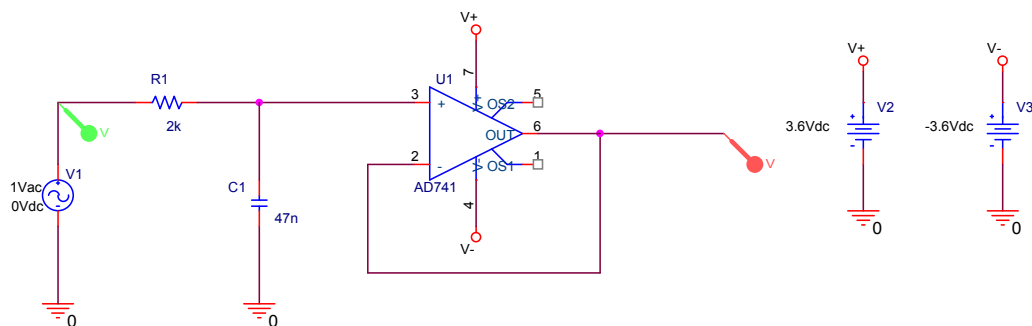 V+
R1
2k
V
V1
1Vac
0Vdc
0
C1
47n
0
U1
7
3
+
V+
OS2
5
OUT
6
2
-
V-
OS1
1
AD741
4
V-
V
V+
V2
3.6Vdc
0
V-
V3
-3.6Vdc
0